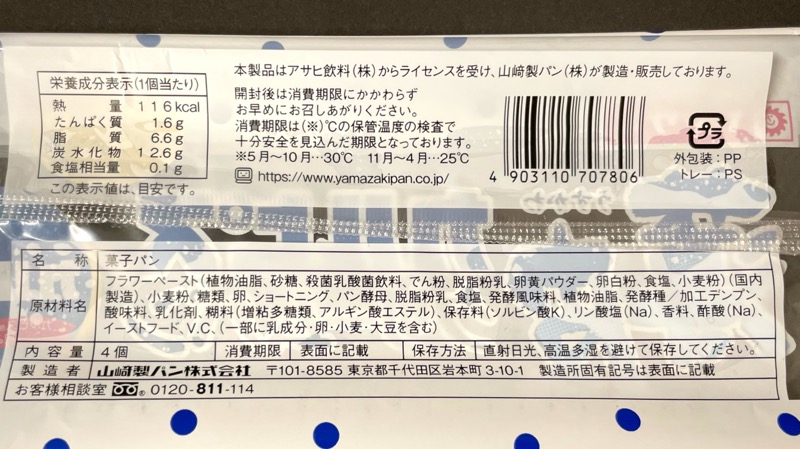 本製品はアサヒ飲料(株)からライセンスを受け、山﨑製パン(株)が製造・販売しております。
栄養成分表示(1個当たり)
熱量 116kcal
たんぱく質 1.6g
脂質 6.6g
炭水化物 12.6g
食塩相当量 0.1g
この表示値は、目安です。
開封後は消費期限にかかわらず
お早めにお召しあがりください。
消費期限は(※)℃の保管温度の検査で
十分安全を見込んだ期限となっております。
※5月〜10月…30℃ 11月〜4月…25℃
https://www.yamazakipan.co.jp/
4 903110 707806
プラ
外包装:PP
トレー:PS
名称 菓子パン
原材料名
フラワーペースト(植物油脂、砂糖、殺菌乳酸菌飲料、でん粉、脱脂粉乳、卵黄パウダー、卵白粉、食塩、小麦粉)(国内
製造)、小麦粉、糖類、卵、ショートニング、パン酵母、脱脂粉乳、食塩、発酵風味料、植物油脂、発酵種/加工デンプン、
酸味料、乳化剤、糊料(増粘多糖類、アルギン酸エステル)、保存料(ソルビン酸K)、リン酸塩(Na)、香料、酢酸(Na)、
イーストフード、V.C、(一部に乳成分・卵・小麦・大豆を含む)
内容量 4個 消費期限 表面に記載 保存方法 直射日光、高温多湿を避けて保存してください。
製造者 山﨑製パン株式会社 〒101-8585 東京都千代田区岩本町3-10-1 製造所固有記号は表面に記載
お客様相談室 0120-811-114